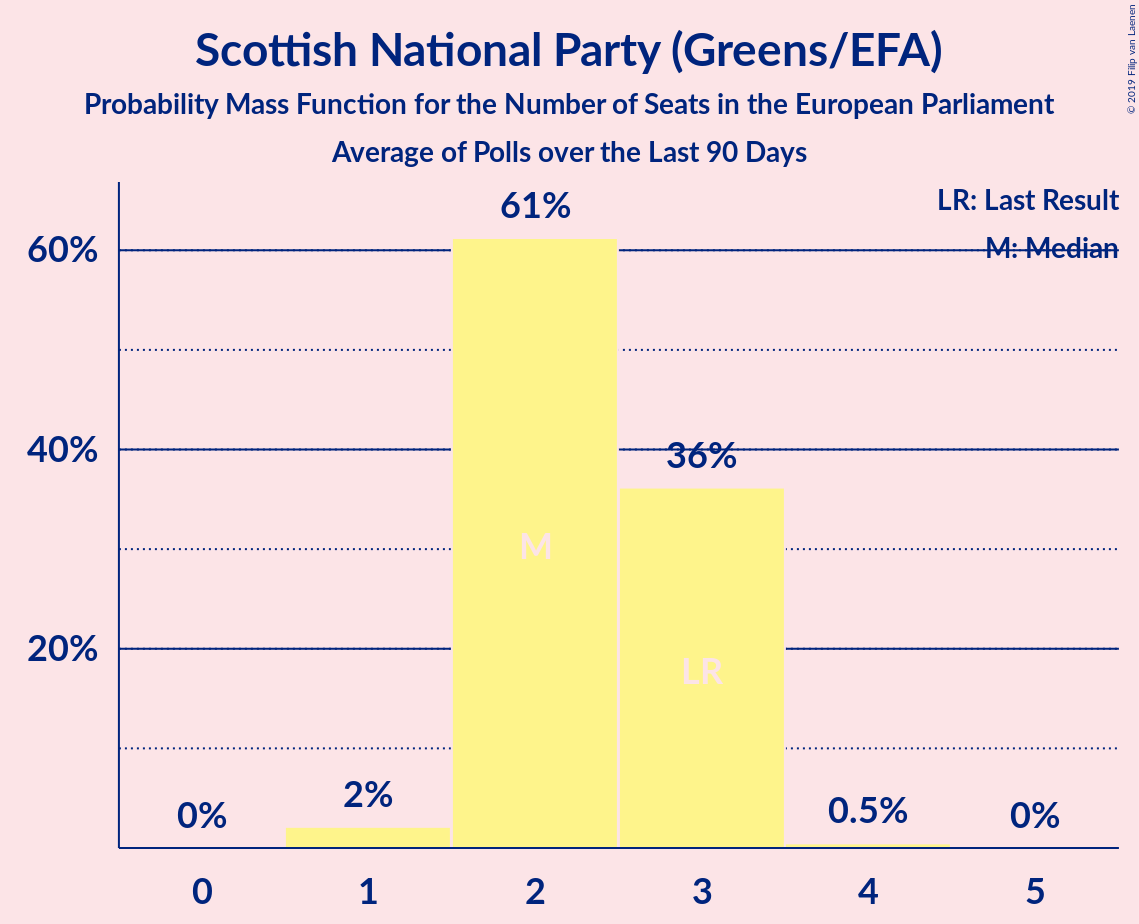 Scottish National Party (Greens/EFA)
Probability Mass Function for the Number of Seats in the European Parliament
Average of Polls over the Last 90 Days
© 2019 Filip van Laenen
LR: Last Result
M: Median
60%
40%
20%
0%
2%
61%
36%
0.5%
0%
M
LR
0 1 2 3 4 5